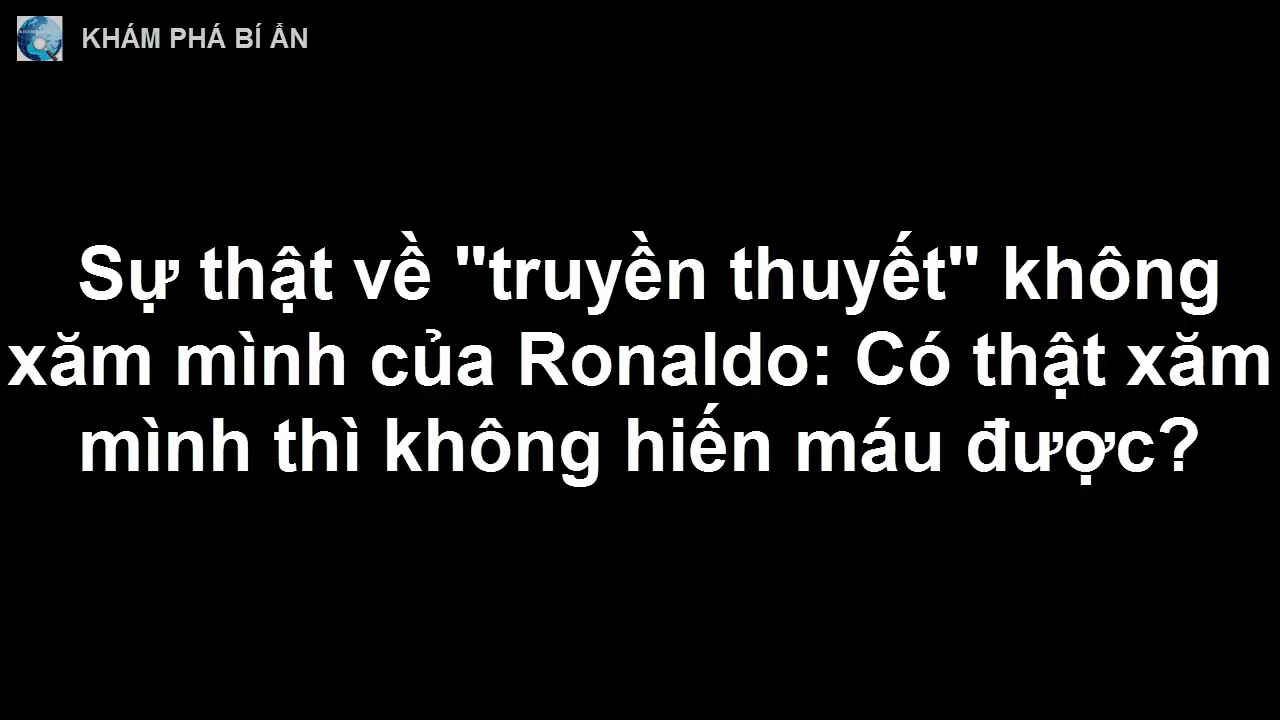 KHÁM PHÁ BÍ ẨN
Sự thật về "truyền thuyết" không
xăm mình của Ronaldo: Có thật xăm
mình thì không hiến máu được?